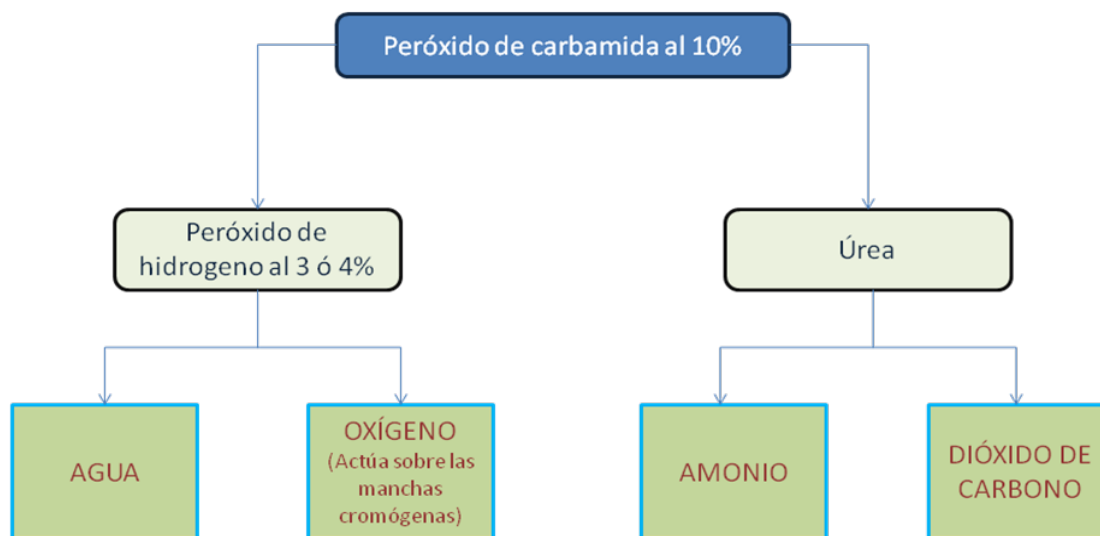 Peróxido de carbamida al 10%
Peróxido de
hidrogeno al 3 ó 4%
Úrea
AGUA
OXÍGENO
(Actúa sobre las
manchas
cromógenas)
AMONIO
DIÓXIDO DE
CARBONO